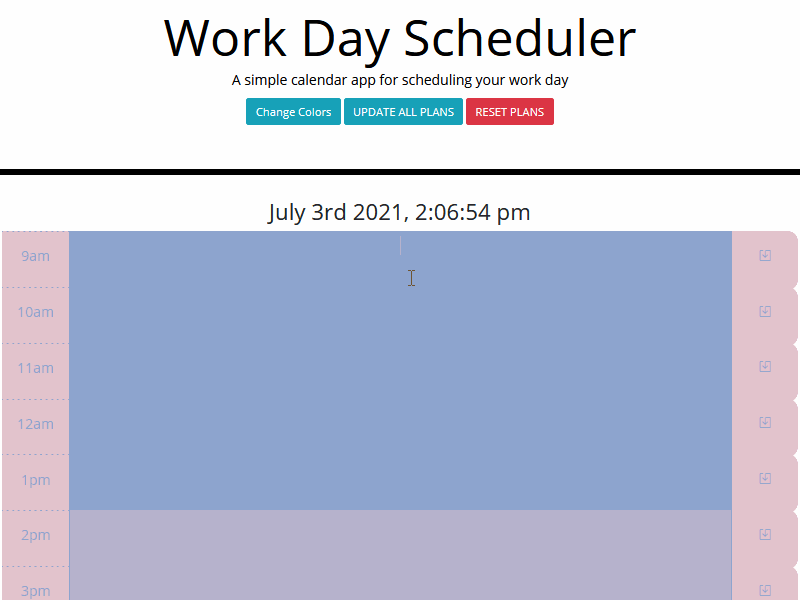 Work Day Scheduler
A simple calendar app for scheduling your work day
Change Colors UPDATE ALL PLANS RESET PLANS
July 3rd 2021, 2:06:54 pm
9am
10am
11am
12am
1pm
2pm
3pm